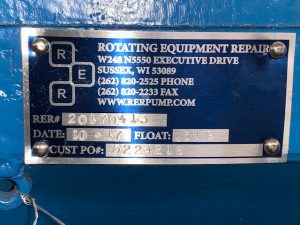 R
E
R
ROTATING EQUIPMENT REPAIR
W248 N5550 EXECUTIVE DRIVE
SUSSEX, WI 53089
(262) 820-2525 PHONE
(262) 820-2233 FAX
WWW.RERPUMP.COM
RER# 20170413
DATE: FLOAT:
CUST PO#: